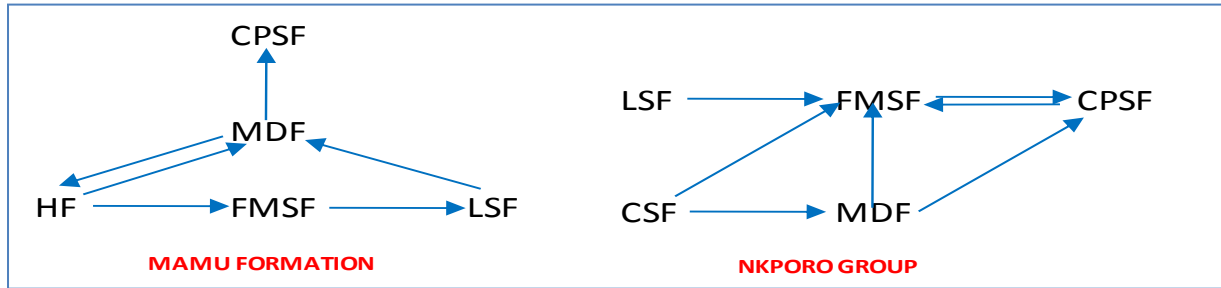 CPSF
MDF
HF FMSF LSF
MAMU FORMATION
LSF FMSF CPSF
CSF MDF
NKPORO GROUP